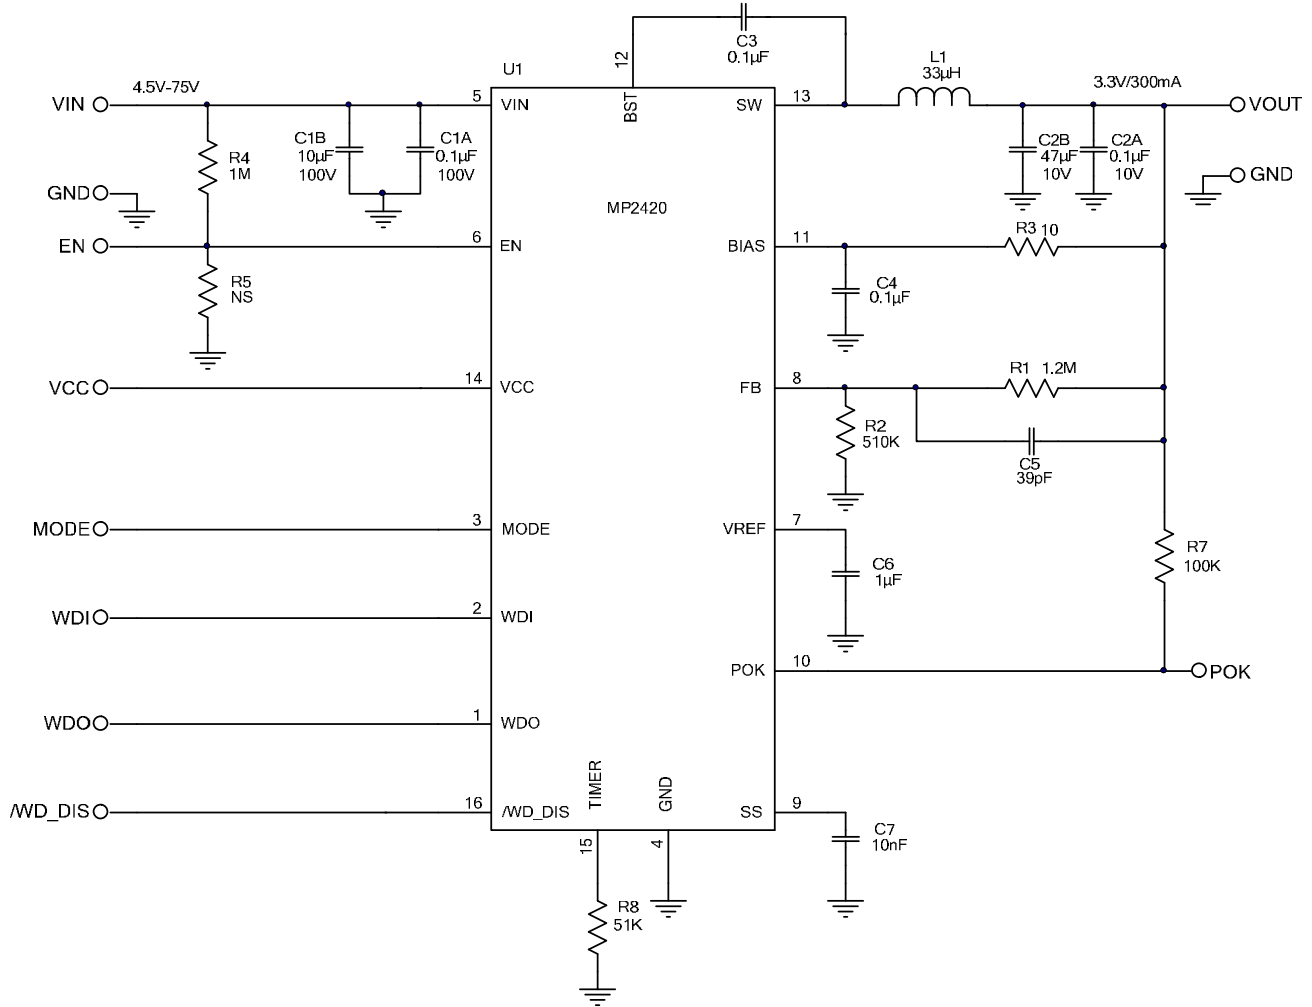 C3
0.1µF
12
U1
4.5V-75V
VIN
5
VIN
BST
SW
13
L1
33µH
3.3V/300mA
VOUT
C1B
10µF
100V
C1A
0.1µF
100V
C2B
47µF
10V
C2A
0.1µF
10V
R4
1M
GND
GND
MP2420
EN
6
EN
BIAS
11
R3 10
R5
NS
C4
0.1µF
VCC
14
VCC
FB
8
R1 1.2M
R2
510K
C5
39pF
MODE
3
MODE
VREF
7
R7
100K
C6
1µF
WDI
2
WDI
POK
10
POK
WDO
1
WDO
TIMER
GND
/WD_DIS
16
/WD_DIS
SS
9
C7
10nF
15
4
R8
51K